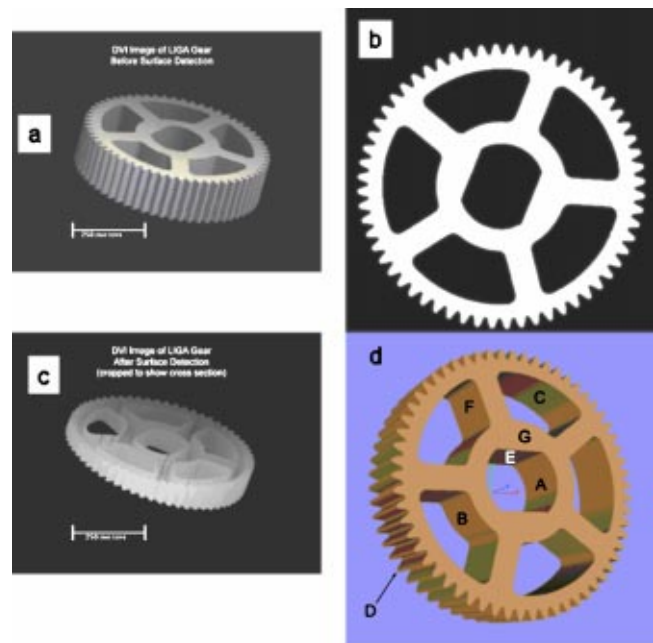 DVI Image of LIGA Gear
Before Surface Detection
a
b
DVI Image of LIGA Gear
After Surface Detection
(cropped to show cross section)
c
d
F
C
G
E
A
B
D